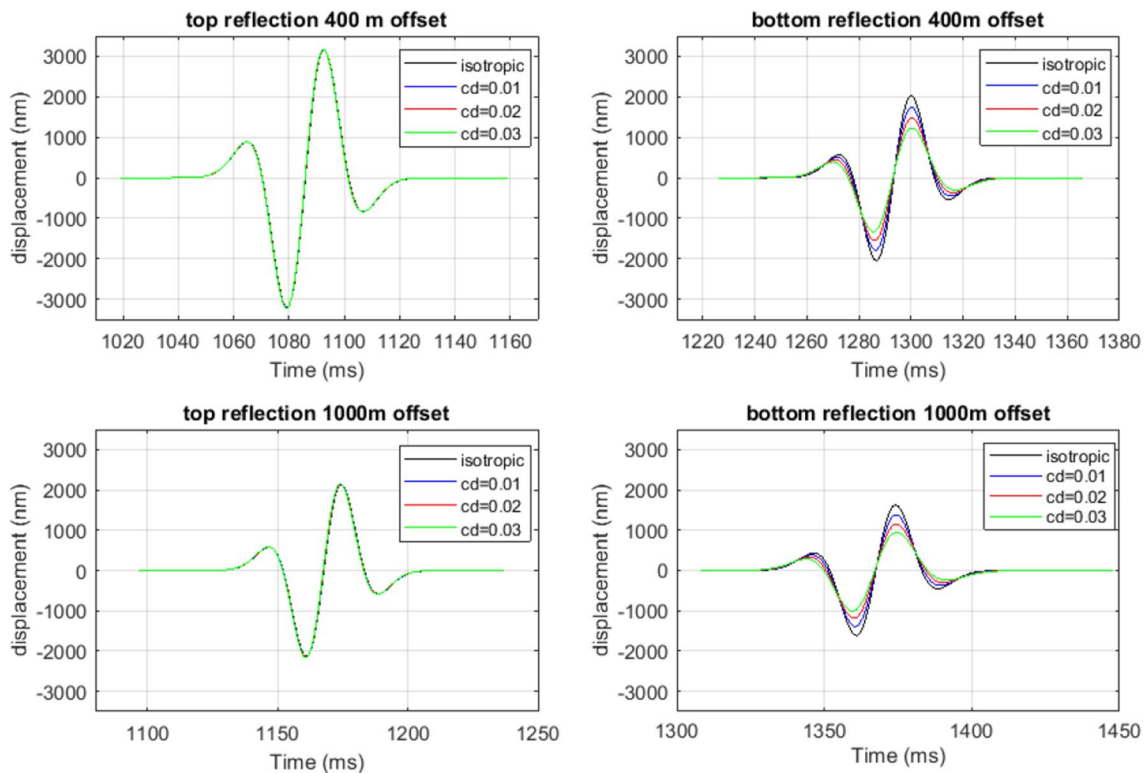 top reflection 400 m offset
displacement (nm)
3000
2000
1000
0
-1000
-2000
-3000
isotropic
cd=0.01
cd=0.02
cd=0.03
1020 1040 1060 1080 1100 1120 1140 1160
Time (ms)
bottom reflection 400m offset
displacement (nm)
3000
2000
1000
0
-1000
-2000
-3000
isotropic
cd=0.01
cd=0.02
cd=0.03
1220 1240 1260 1280 1300 1320 1340 1360 1380
Time (ms)
top reflection 1000m offset
displacement (nm)
3000
2000
1000
0
-1000
-2000
-3000
isotropic
cd=0.01
cd=0.02
cd=0.03
1100 1150 1200 1250
Time (ms)
bottom reflection 1000m offset
displacement (nm)
3000
2000
1000
0
-1000
-2000
-3000
isotropic
cd=0.01
cd=0.02
cd=0.03
1300 1350 1400 1450
Time (ms)